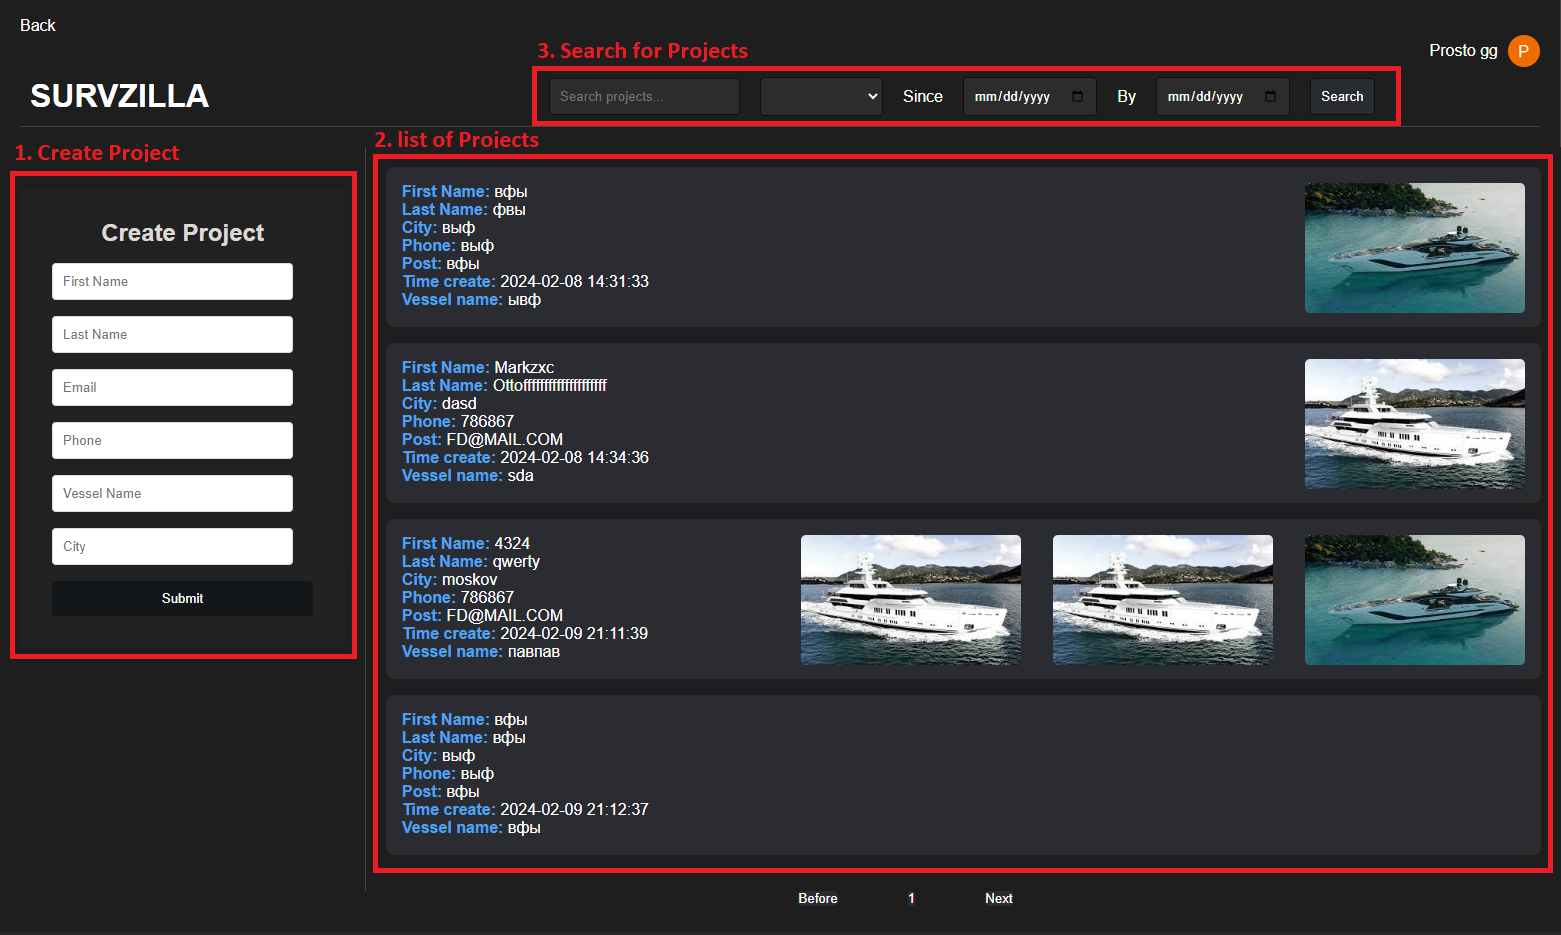 Back
3. Search for Projects
Prosto gg
P
SURVZILLA
Search projects...
Since
mm/dd/yyyy
By
mm/dd/yyyy
Search
1. Create Project
Create Project
First Name
Last Name
Email
Phone
Vessel Name
City
Submit
2. list of Projects
First Name: вфы
Last Name: фвы
City: выф
Phone: выф
Post: вфы
Time create: 2024-02-08 14:31:33
Vessel name: ывф
First Name: Markzxc
Last Name: Ottoffffffffffffffffffff
City: dasd
Phone: 786867
Post: FD@MAIL.COM
Time create: 2024-02-08 14:34:36
Vessel name: sda
First Name: 4324
Last Name: qwerty
City: moskov
Phone: 786867
Post: FD@MAIL.COM
Time create: 2024-02-09 21:11:39
Vessel name: павпав
First Name: вфы
Last Name: вфы
City: выф
Phone: выф
Post: вфы
Time create: 2024-02-09 21:12:37
Vessel name: вфы
Before
1
Next